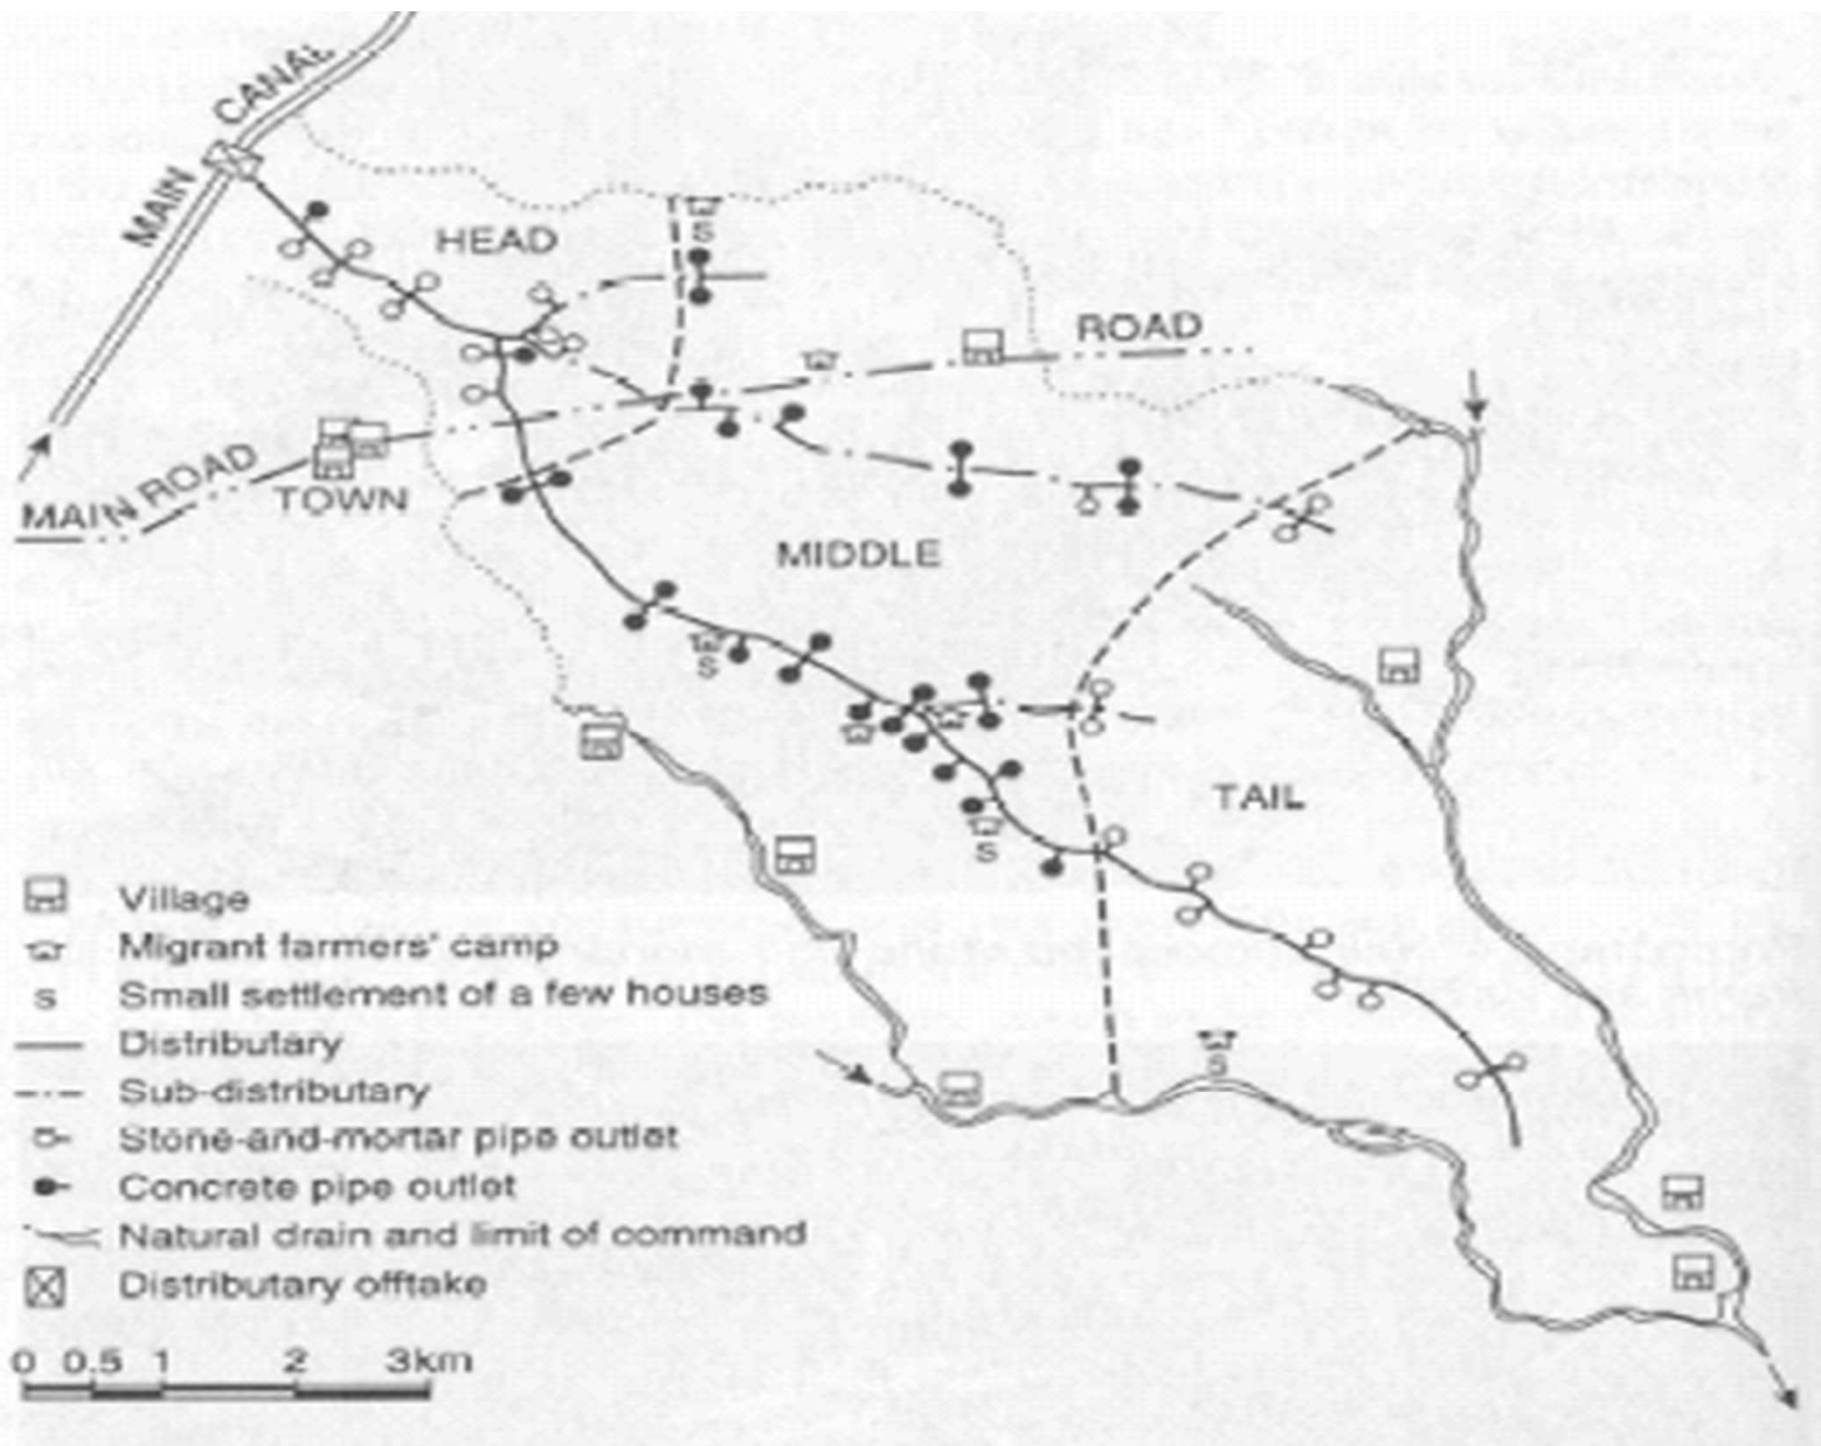 MAIN CANAL
HEAD
S
ROAD
MAIN ROAD
TOWN
MIDDLE
S
TAIL
S
S
Village
Migrant farmers' camp
s Small settlement of a few houses
Distributary
Sub-distributary
Stone-and-mortar pipe outlet
Concrete pipe outlet
Natural drain and limit of command
Distributary offtake
0 0.5 1 2 3km